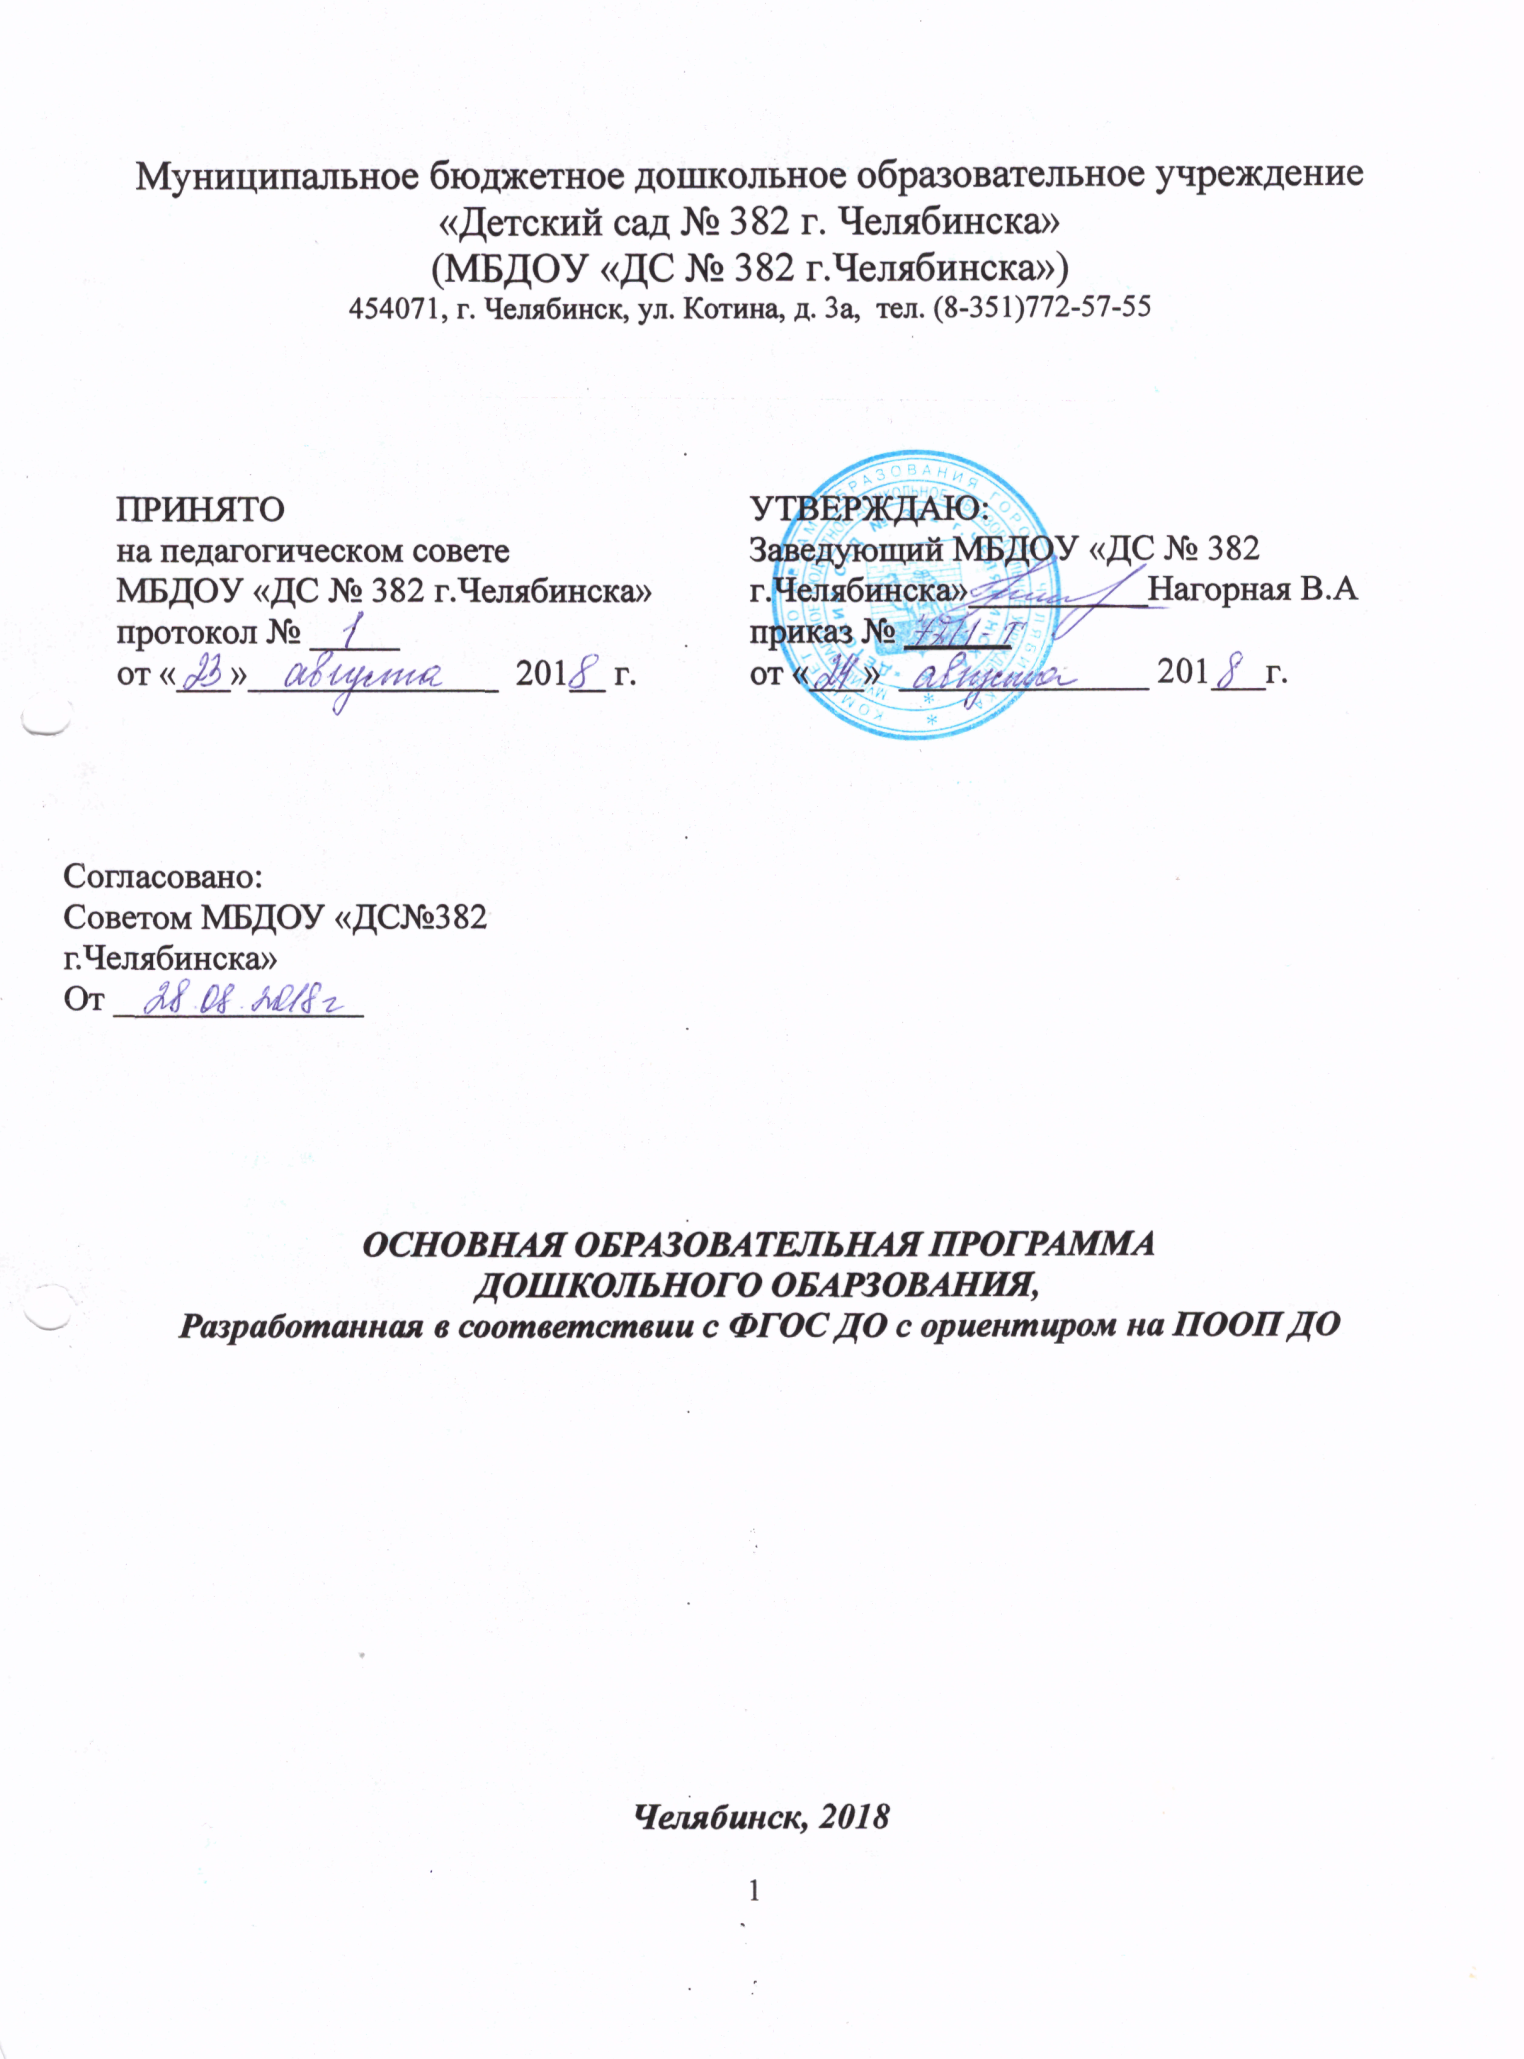 Муниципальное бюджетное дошкольное образовательное учреждение
«Детский сад № 382 г. Челябинска»
(МБДОУ «ДС № 382 г.Челябинска»)
454071, г. Челябинск, ул. Котина, д. 3а, тел. (8-351)772-57-55
ПРИНЯТО
на педагогическом совете
МБДОУ «ДС № 382 г.Челябинска»
протокол № 1
от «23» августа 2018 г.
УТВЕРЖДАЮ:
Заведующий МБДОУ «ДС № 382
г.Челябинска» Нагорная В.А
приказ №
от «24» августа 2018 г.
Согласовано:
Советом МБДОУ «ДС№382
г.Челябинска»
От 28.08.2018г
ОСНОВНАЯ ОБРАЗОВАТЕЛЬНАЯ ПРОГРАММА
ДОШКОЛЬНОГО ОБАРЗОВАНИЯ,
Разработанная в соответствии с ФГОС ДО с ориентиром на ПООП ДО
Челябинск, 2018
1